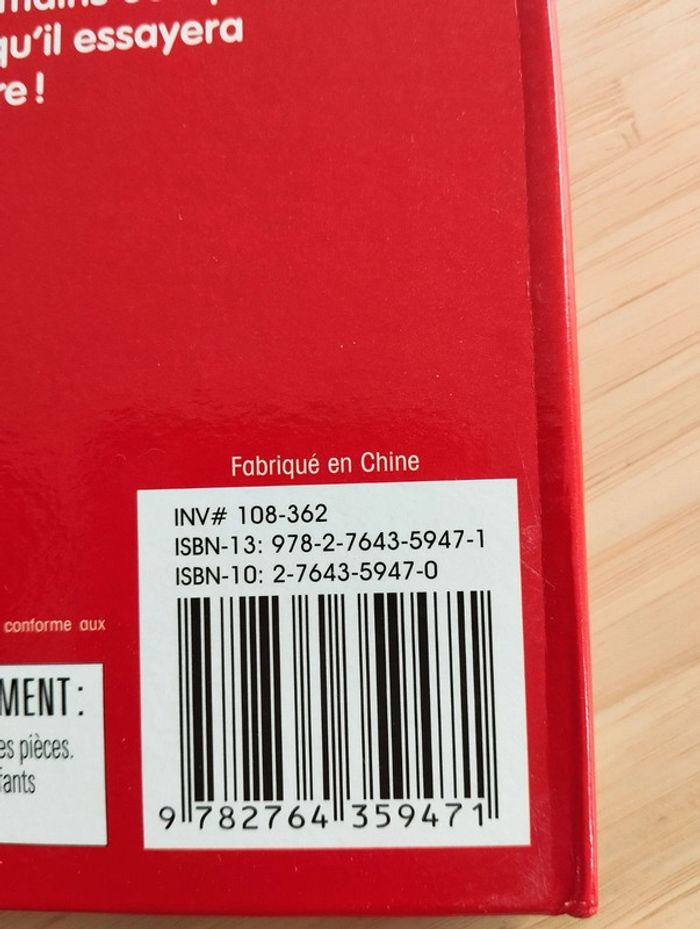 qu'il essayera
re !
Fabriqué en Chine
INV# 108-362
ISBN-13: 978-2-7643-5947-1
ISBN-10: 2-7643-5947-0
conforme aux
MENT :
es pièces.
fants
9 782764 359471